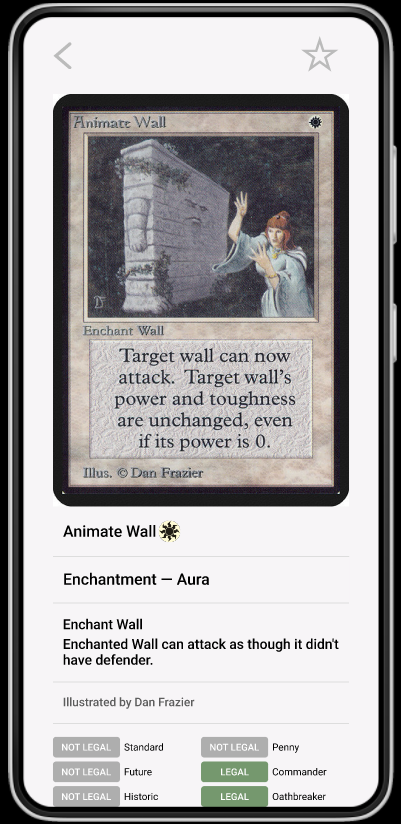 Animate Wall
Enchant Wall
Target wall can now
attack. Target wall's
power and toughness
are unchanged, even
if its power is 0.
Illus. © Dan Frazier
Animate Wall
Enchantment — Aura
Enchant Wall
Enchanted Wall can attack as though it didn't
have defender.
Illustrated by Dan Frazier
NOT LEGAL Standard NOT LEGAL Penny
NOT LEGAL Future LEGAL Commander
NOT LEGAL Historic LEGAL Oathbreaker